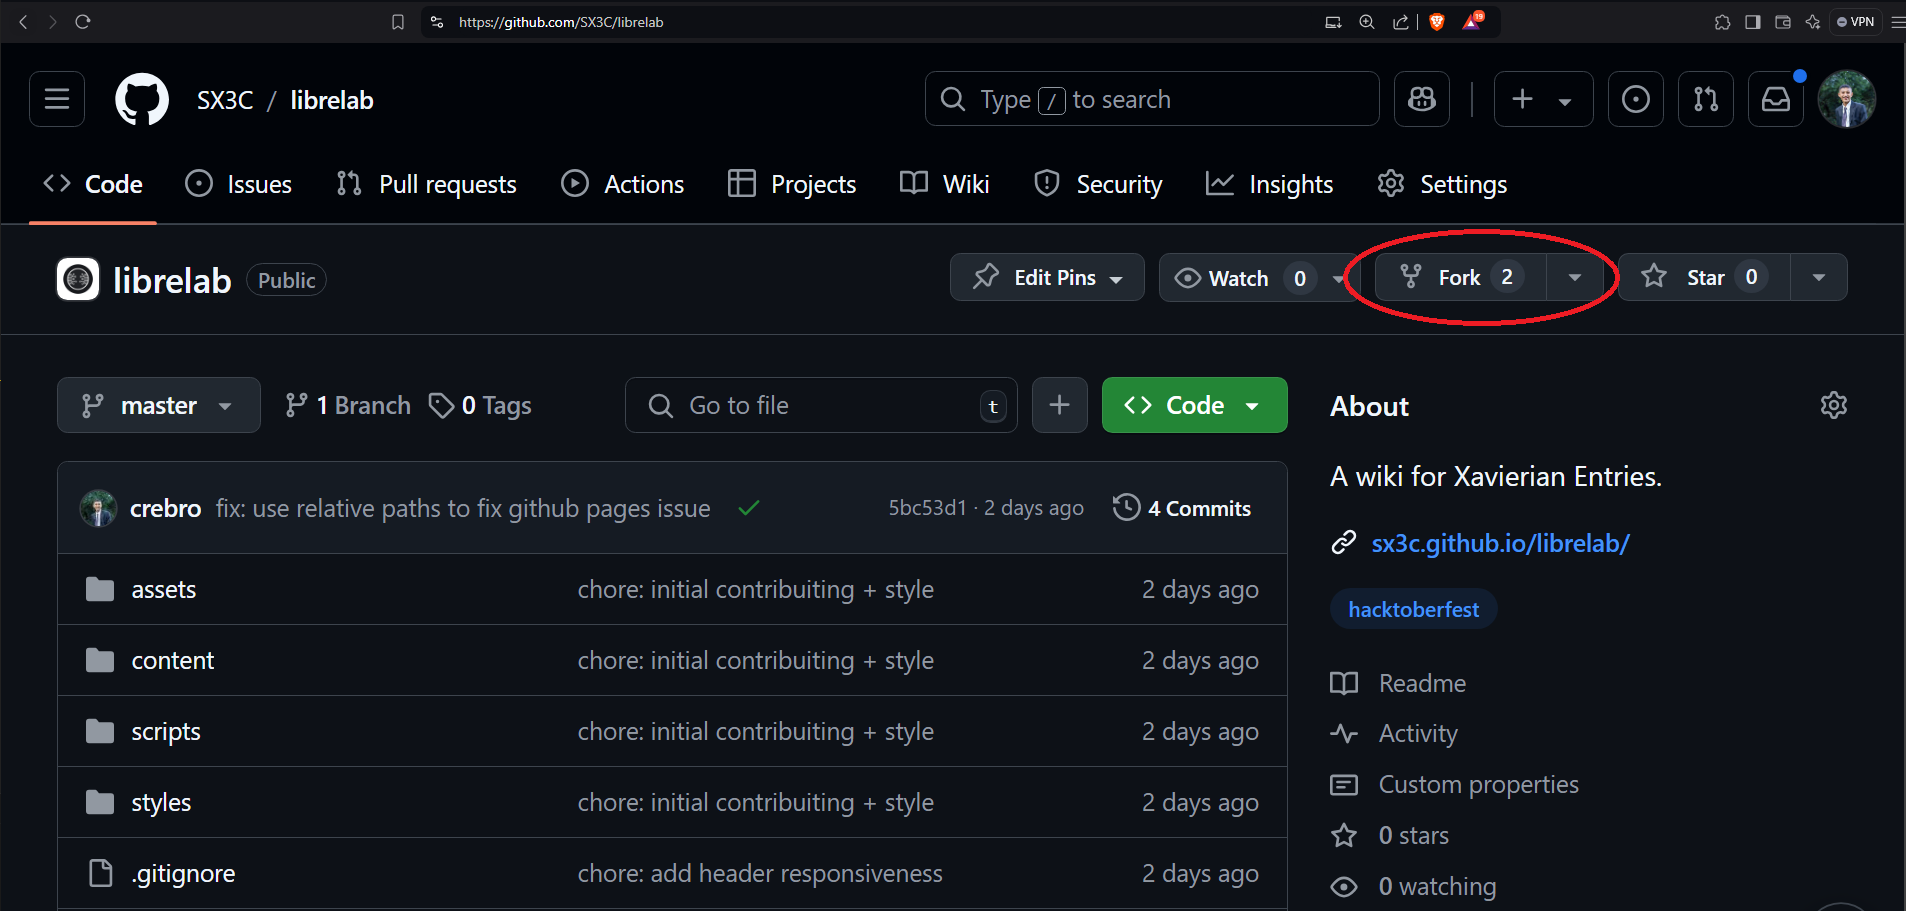 https://github.com/SX3C/librelab
19
VPN
SX3C / librelab
Type / to search
Code Issues Pull requests Actions Projects Wiki Security Insights Settings
librelab Public
Edit Pins Watch 0 Fork 2 Star 0
master 1 Branch 0 Tags Go to file t + Code
About
A wiki for Xavierian Entries.
crebro fix: use relative paths to fix github pages issue 5bc53d1 · 2 days ago 4 Commits
sx3c.github.io/librelab/
assets chore: initial contribuiting + style 2 days ago
hacktoberfest
content chore: initial contribuiting + style 2 days ago
Readme
scripts chore: initial contribuiting + style 2 days ago
Activity
Custom properties
styles chore: initial contribuiting + style 2 days ago
0 stars
.gitignore chore: add header responsiveness 2 days ago
0 watching